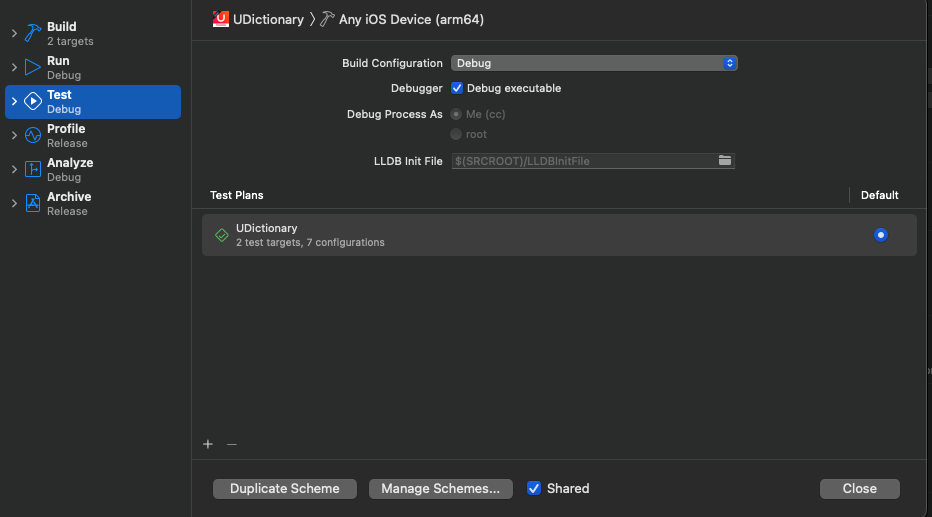 Build
2 targets
Run
Debug
Test
Debug
Profile
Release
Analyze
Debug
Archive
Release
UDictionary 〉 Any iOS Device (arm64)
Build Configuration Debug
Debugger Debug executable
Debug Process As Me (cc)
root
LLDB Init File $(SRCROOT)/LLDBInitFile
Test Plans Default
UDictionary
2 test targets, 7 configurations
Duplicate Scheme Manage Schemes... Shared Close